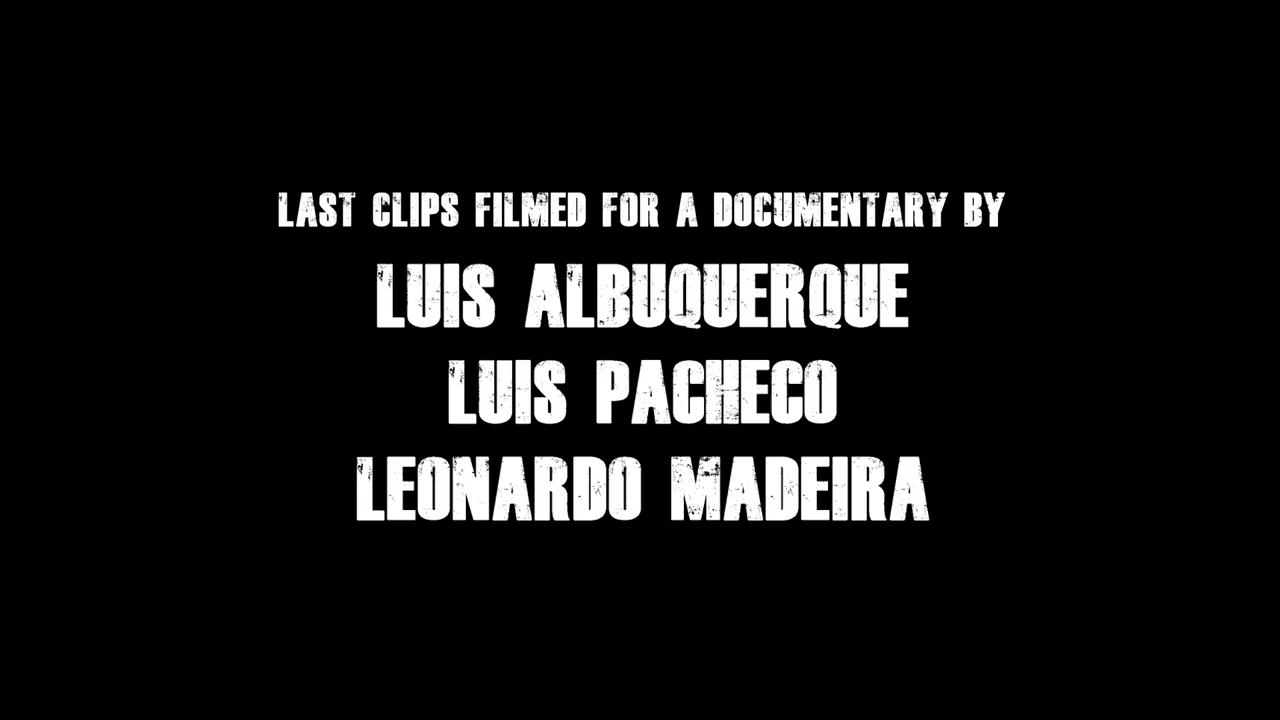 LAST CLIPS FILMED FOR A DOCUMENTARY BY
LUIS ALBUQUERQUE
LUIS PACHECO
LEONARDO MADEIRA